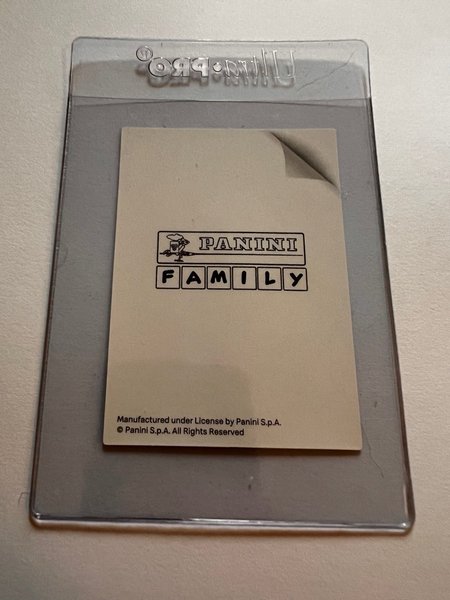 Ultra•PRO®
PANINI
FAMILY
Manufactured under License by Panini S.p.A.
© Panini S.p.A. All Rights Reserved